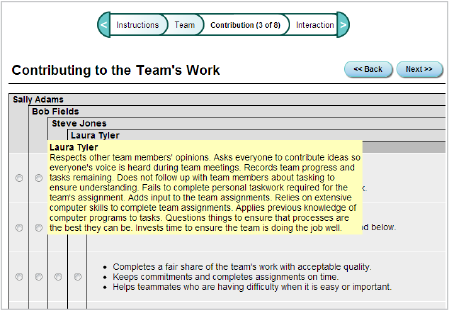 Instructions
Team
Contribution (3 of 8)
Interaction
Contributing to the Team's Work
<< Back
Next >>
Sally Adams
Bob Fields
Steve Jones
Laura Tyler
Laura Tyler
Respects other team members' opinions. Asks everyone to contribute ideas so
everyone's voice is heard during team meetings. Records team progress and
tasks remaining. Does not follow up with team members about tasking to
ensure understanding. Fails to complete personal taskwork required for the
team's assignment. Adds input to the team assignments. Relies on extensive
computer skills to complete team assignments. Applies previous knowledge of
computer programs to tasks. Questions things to ensure that processes are
the best they can be. Invests time to ensure the team is doing the job well.
below.
• Completes a fair share of the team's work with acceptable quality.
• Keeps commitments and completes assignments on time.
• Helps teammates who are having difficulty when it is easy or important.